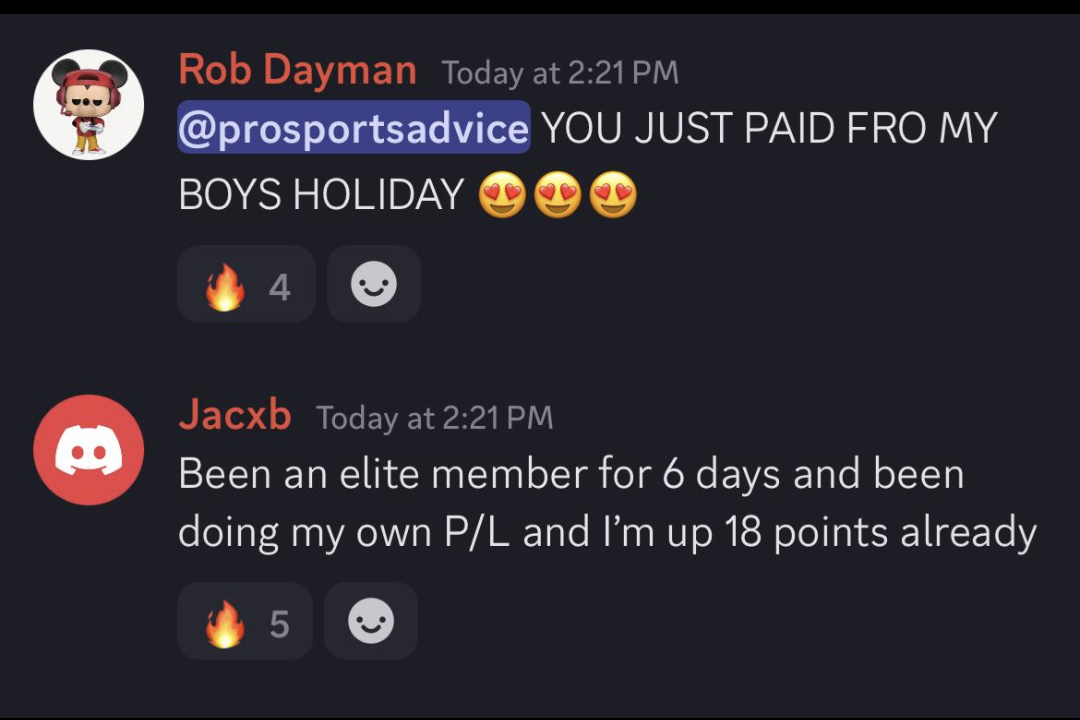 Rob Dayman Today at 2:21 PM
@prosportsadvice YOU JUST PAID FRO MY
BOYS HOLIDAY 😍😍😍
🔥 4
Jacxb Today at 2:21 PM
Been an elite member for 6 days and been
doing my own P/L and I’m up 18 points already
🔥 5